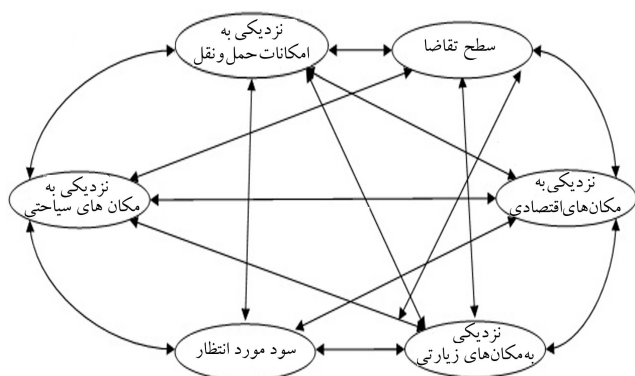 نزدیکی به
امکانات حمل و نقل
سطح تقاضا
نزدیکی به
مکان های اقتصادی
نزدیکی به
مکان های سیاحتی
نزدیکی
به مکان‌های زیارتی
سود مورد انتظار